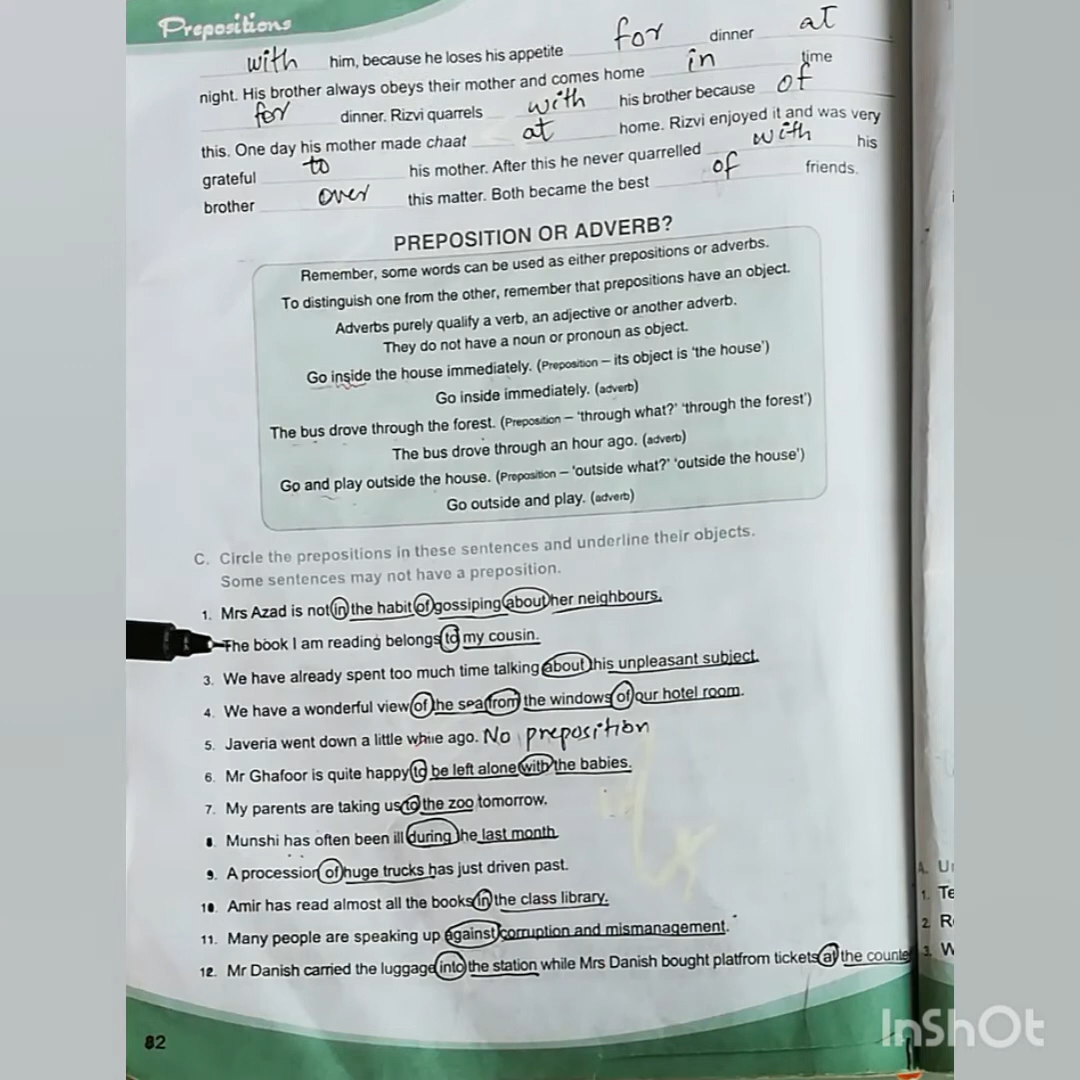 Prepositions
with him, because he loses his appetite for dinner at
night. His brother always obeys their mother and comes home in time
for dinner. Rizvi quarrels with his brother because of
this. One day his mother made chaat at home. Rizvi enjoyed it and was very
grateful to his mother. After this he never quarrelled with his
brother over this matter. Both became the best of friends.
PREPOSITION OR ADVERB?
Remember, some words can be used as either prepositions or adverbs.
To distinguish one from the other, remember that prepositions have an object.
Adverbs purely qualify a verb, an adjective or another adverb.
They do not have a noun or pronoun as object.
Go inside the house immediately. (Preposition – its object is 'the house')
Go inside immediately. (adverb)
The bus drove through the forest. (Preposition – 'through what?' 'through the forest')
The bus drove through an hour ago. (adverb)
Go and play outside the house. (Preposition – 'outside what?' 'outside the house')
Go outside and play. (adverb)
C. Circle the prepositions in these sentences and underline their objects.
Some sentences may not have a preposition.
1. Mrs Azad is not in the habit of gossiping about her neighbours.
The book I am reading belongs to my cousin.
3. We have already spent too much time talking about this unpleasant subject.
4. We have a wonderful view of the sea from the windows of our hotel room.
5. Javeria went down a little while ago. No preposition
6. Mr Ghafoor is quite happy to be left alone with the babies.
7. My parents are taking us to the zoo tomorrow.
8. Munshi has often been ill during the last month
9. A procession of huge trucks has just driven past.
10. Amir has read almost all the books in the class library.
11. Many people are speaking up against corruption and mismanagement.
12. Mr Danish carried the luggage into the station while Mrs Danish bought platfrom tickets at the counte
82
A. U
1. Te
2. R
3. W
InShOt